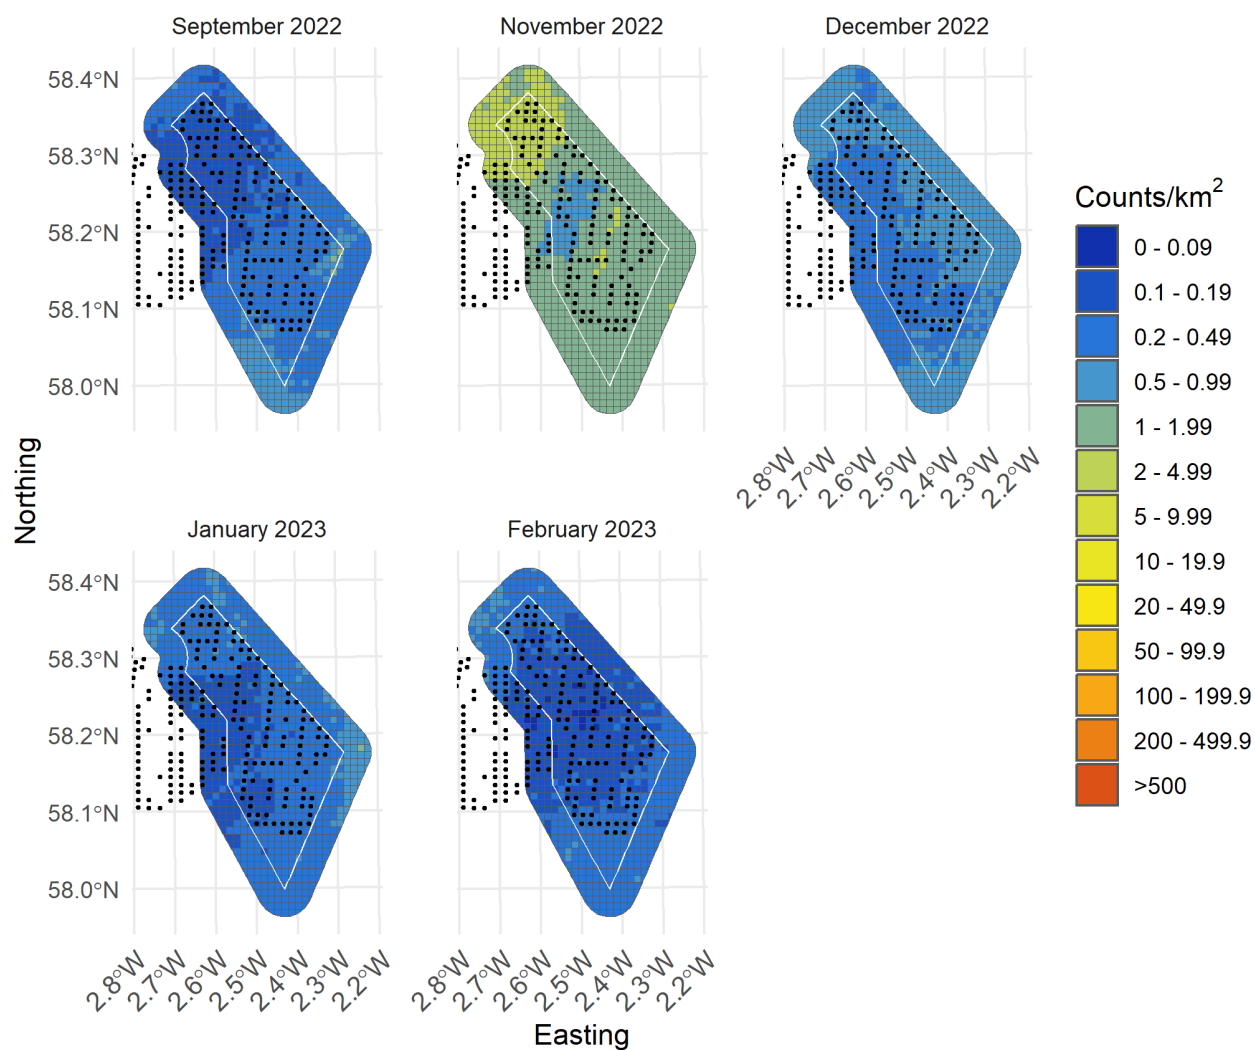 September 2022
November 2022
December 2022
58.4°N
58.3°N
58.2°N
58.1°N
58.0°N
2.8°W
2.7°W
2.6°W
2.5°W
2.4°W
2.3°W
2.2°W
January 2023
February 2023
58.4°N
58.3°N
58.2°N
58.1°N
58.0°N
2.8°W
2.7°W
2.6°W
2.5°W
2.4°W
2.3°W
2.2°W
2.8°W
2.7°W
2.6°W
2.5°W
2.4°W
2.3°W
2.2°W
Northing
Easting
Counts/km²
0 - 0.09
0.1 - 0.19
0.2 - 0.49
0.5 - 0.99
1 - 1.99
2 - 4.99
5 - 9.99
10 - 19.9
20 - 49.9
50 - 99.9
100 - 199.9
200 - 499.9
>500